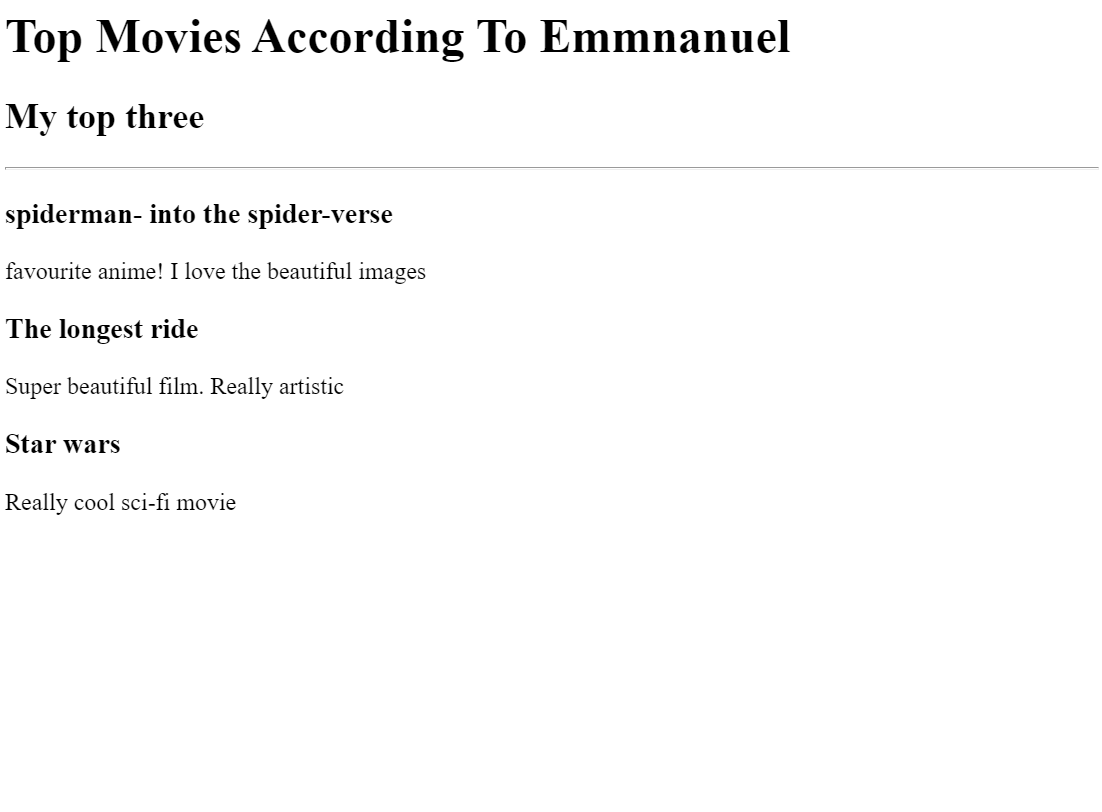 Top Movies According To Emmnanuel
My top three
spiderman- into the spider-verse
favourite anime! I love the beautiful images
The longest ride
Super beautiful film. Really artistic
Star wars
Really cool sci-fi movie